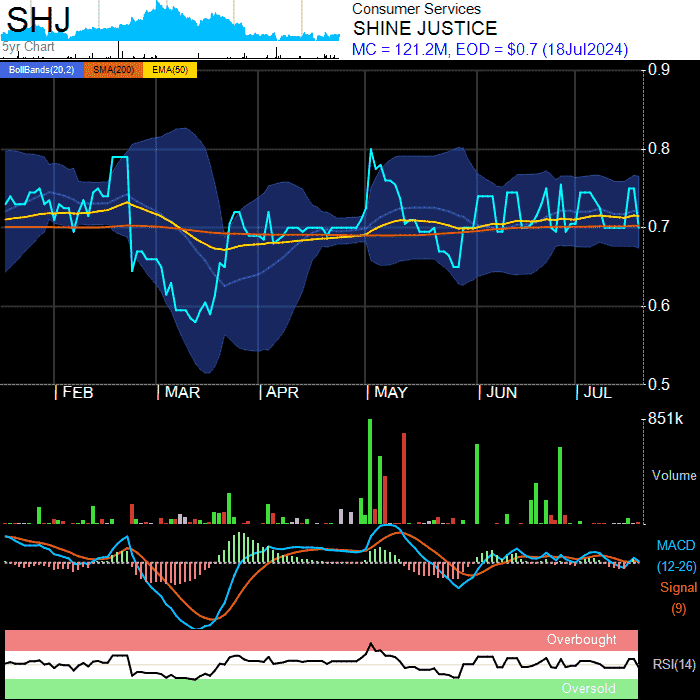 SHJ
5yr Chart
Consumer Services
SHINE JUSTICE
MC = 121.2M, EOD = $0.7 (18Jul2024)
BollBands(20,2) SMA(200) EMA(50)
0.9
0.8
0.7
0.6
0.5
FEB MAR APR MAY JUN JUL
851k
Volume
MACD
(12-26)
Signal
(9)
Overbought
RSI(14)
Oversold